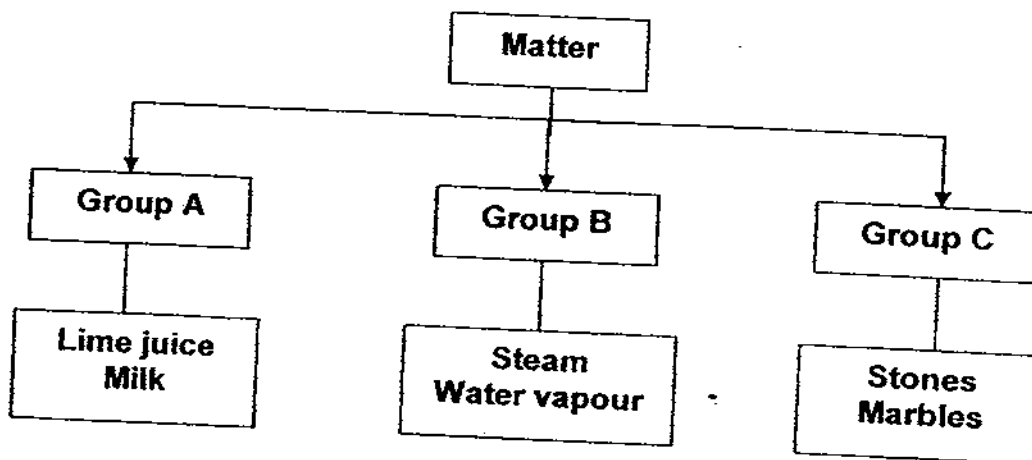 Matter
Group A
Group B
Group C
Lime juice
Milk
Steam
Water vapour
Stones
Marbles